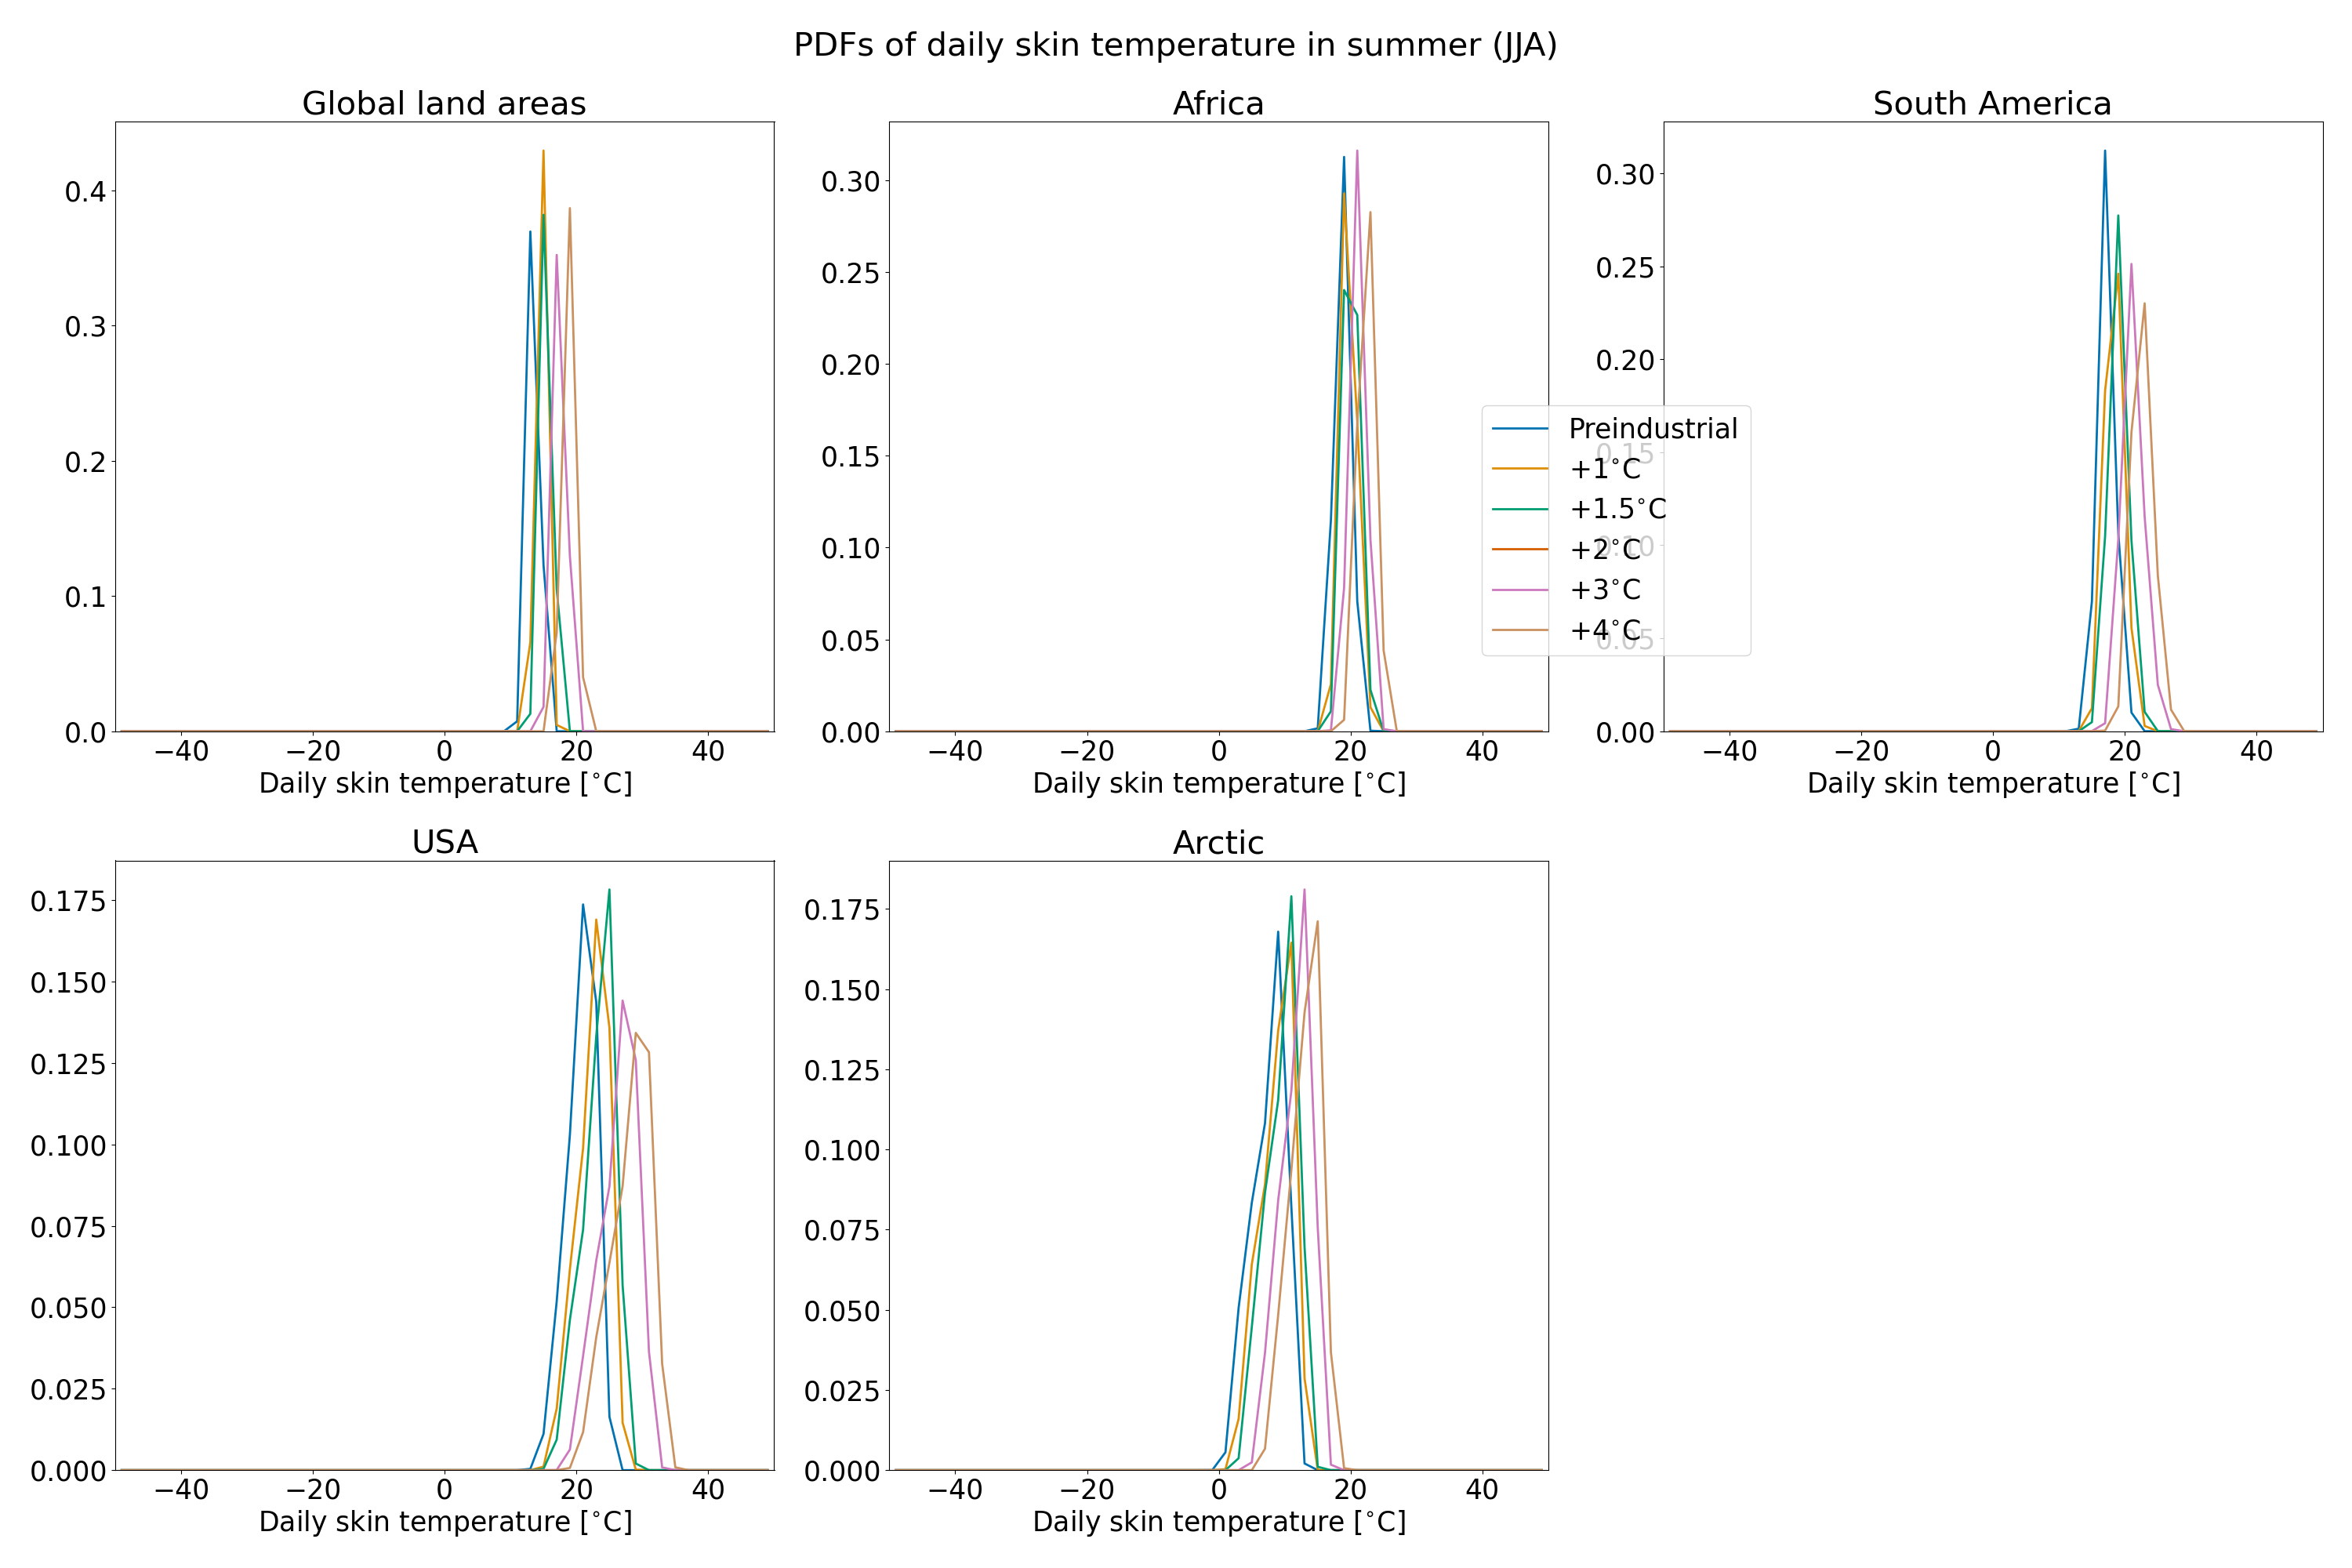 PDFs of daily skin temperature in summer (JJA)
Global land areas
0.4
0.3
0.2
0.1
0.0
−40 −20 0 20 40
Daily skin temperature [°C]
Africa
0.30
0.25
0.20
0.15
0.10
0.05
0.00
−40 −20 0 20 40
Daily skin temperature [°C]
South America
0.30
0.25
0.20
0.15
0.10
0.05
0.00
−40 −20 0 20 40
Daily skin temperature [°C]
Preindustrial
+1°C
+1.5°C
+2°C
+3°C
+4°C
USA
0.175
0.150
0.125
0.100
0.075
0.050
0.025
0.000
−40 −20 0 20 40
Daily skin temperature [°C]
Arctic
0.175
0.150
0.125
0.100
0.075
0.050
0.025
0.000
−40 −20 0 20 40
Daily skin temperature [°C]